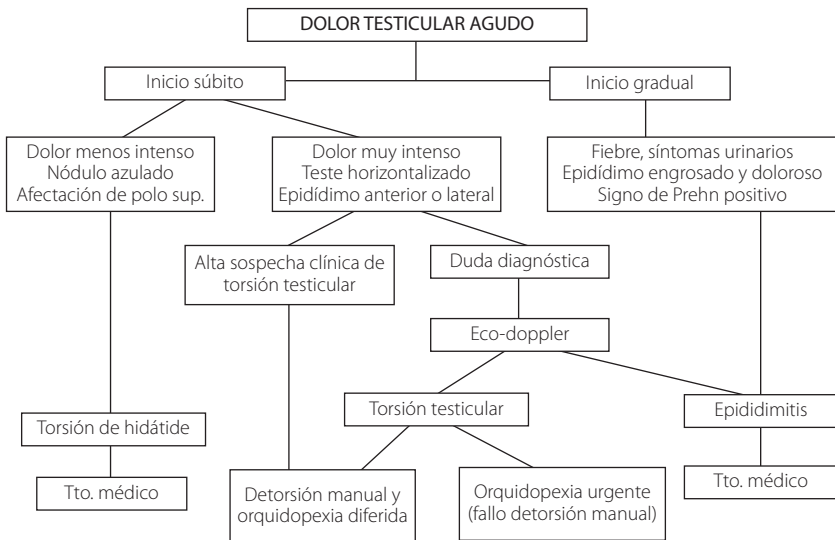 DOLOR TESTICULAR AGUDO
Inicio súbito
Inicio gradual
Dolor menos intenso
Nódulo azulado
Afectación de polo sup.
Dolor muy intenso
Teste horizontalizado
Epidídimo anterior o lateral
Fiebre, síntomas urinarios
Epidídimo engrosado y doloroso
Signo de Prehn positivo
Alta sospecha clínica de
torsión testicular
Duda diagnóstica
Eco-doppler
Torsión de hidátide
Torsión testicular
Epididimitis
Tto. médico
Detorsión manual y
orquidopexia diferida
Orquidopexia urgente
(fallo detorsión manual)
Tto. médico